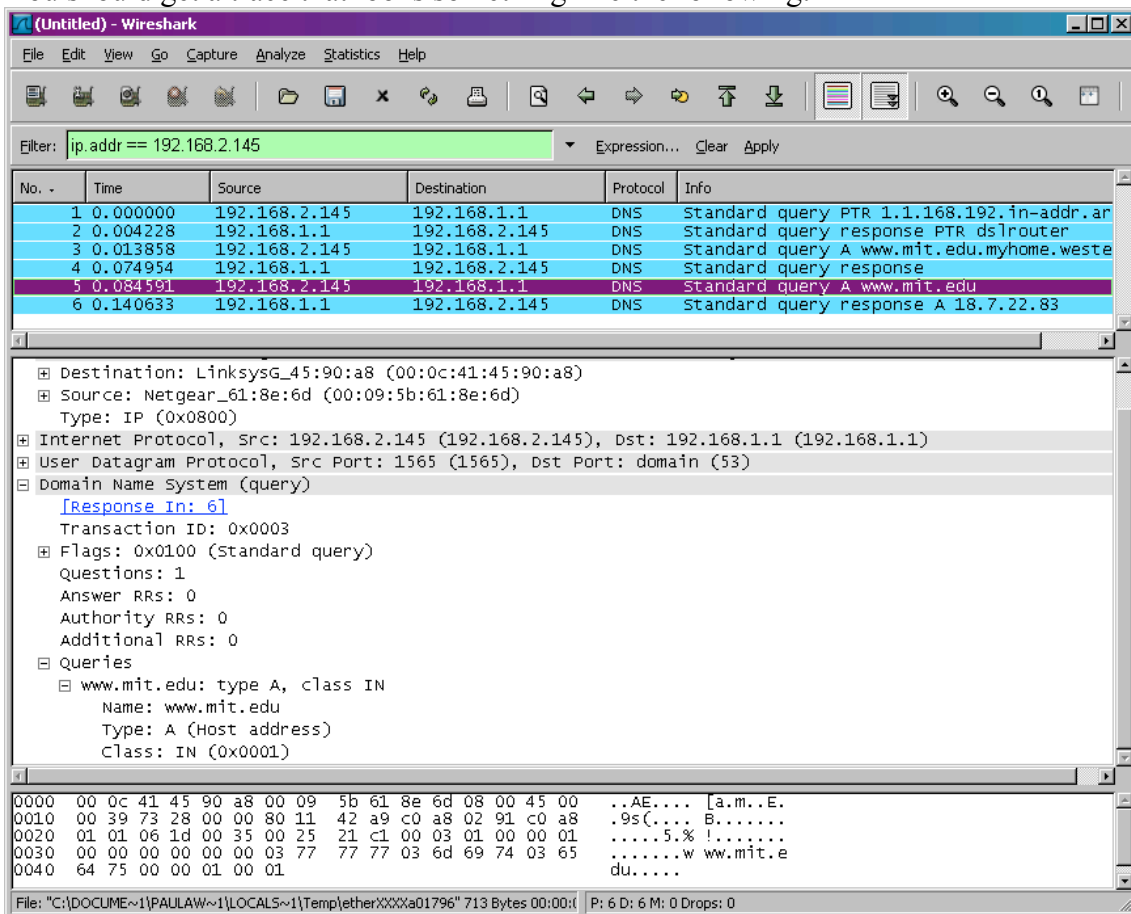 (Untitled) - Wireshark
File Edit View Go Capture Analyze Statistics Help
Filter: ip.addr == 192.168.2.145 Expression... Clear Apply
No. Time Source Destination Protocol Info
1 0.000000 192.168.2.145 192.168.1.1 DNS Standard query PTR 1.1.168.192.in-addr.ar
2 0.004228 192.168.1.1 192.168.2.145 DNS Standard query response PTR dslrouter
3 0.013858 192.168.2.145 192.168.1.1 DNS Standard query A www.mit.edu.myhome.weste
4 0.074954 192.168.1.1 192.168.2.145 DNS Standard query response
5 0.084591 192.168.2.145 192.168.1.1 DNS Standard query A www.mit.edu
6 0.140633 192.168.1.1 192.168.2.145 DNS Standard query response A 18.7.22.83
Destination: LinksysG_45:90:a8 (00:0c:41:45:90:a8)
Source: Netgear_61:8e:6d (00:09:5b:61:8e:6d)
Type: IP (0x0800)
Internet Protocol, Src: 192.168.2.145 (192.168.2.145), Dst: 192.168.1.1 (192.168.1.1)
User Datagram Protocol, Src Port: 1565 (1565), Dst Port: domain (53)
Domain Name System (query)
[Response In: 6]
Transaction ID: 0x0003
Flags: 0x0100 (Standard query)
Questions: 1
Answer RRs: 0
Authority RRs: 0
Additional RRs: 0
Queries
www.mit.edu: type A, class IN
Name: www.mit.edu
Type: A (Host address)
Class: IN (0x0001)
0000 00 0c 41 45 90 a8 00 09 5b 61 8e 6d 08 00 45 00 ..AE.... [a.m..E.
0010 00 39 73 28 00 00 80 11 42 a9 c0 a8 02 91 c0 a8 .9s(.... B.......
0020 01 01 06 1d 00 35 00 25 21 c1 00 03 01 00 00 01 .....5.% !.......
0030 00 00 00 00 00 00 03 77 77 77 03 6d 69 74 03 65 .......w ww.mit.e
0040 64 75 00 00 01 00 01 du.....
File: "C:\DOCUME~1\PAULAW~1\LOCALS~1\Temp\etherXXXXa01796" 713 Bytes 00:00:( P: 6 D: 6 M: 0 Drops: 0